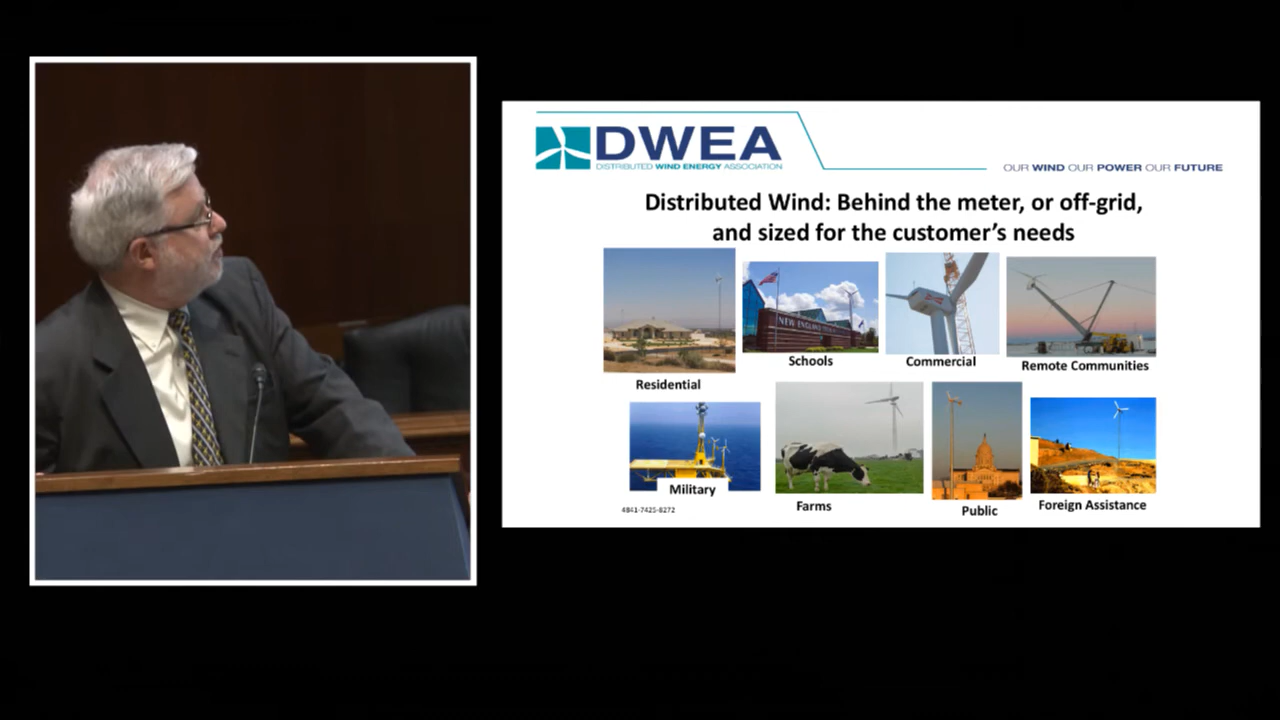 DWEA
DISTRIBUTED WIND ENERGY ASSOCIATION
OUR WIND OUR POWER OUR FUTURE
Distributed Wind: Behind the meter, or off-grid,
and sized for the customer's needs
NEW ENGLAND
Residential
Schools
Commercial
Remote Communities
Military
Farms
Public
Foreign Assistance
4841-7425-8272